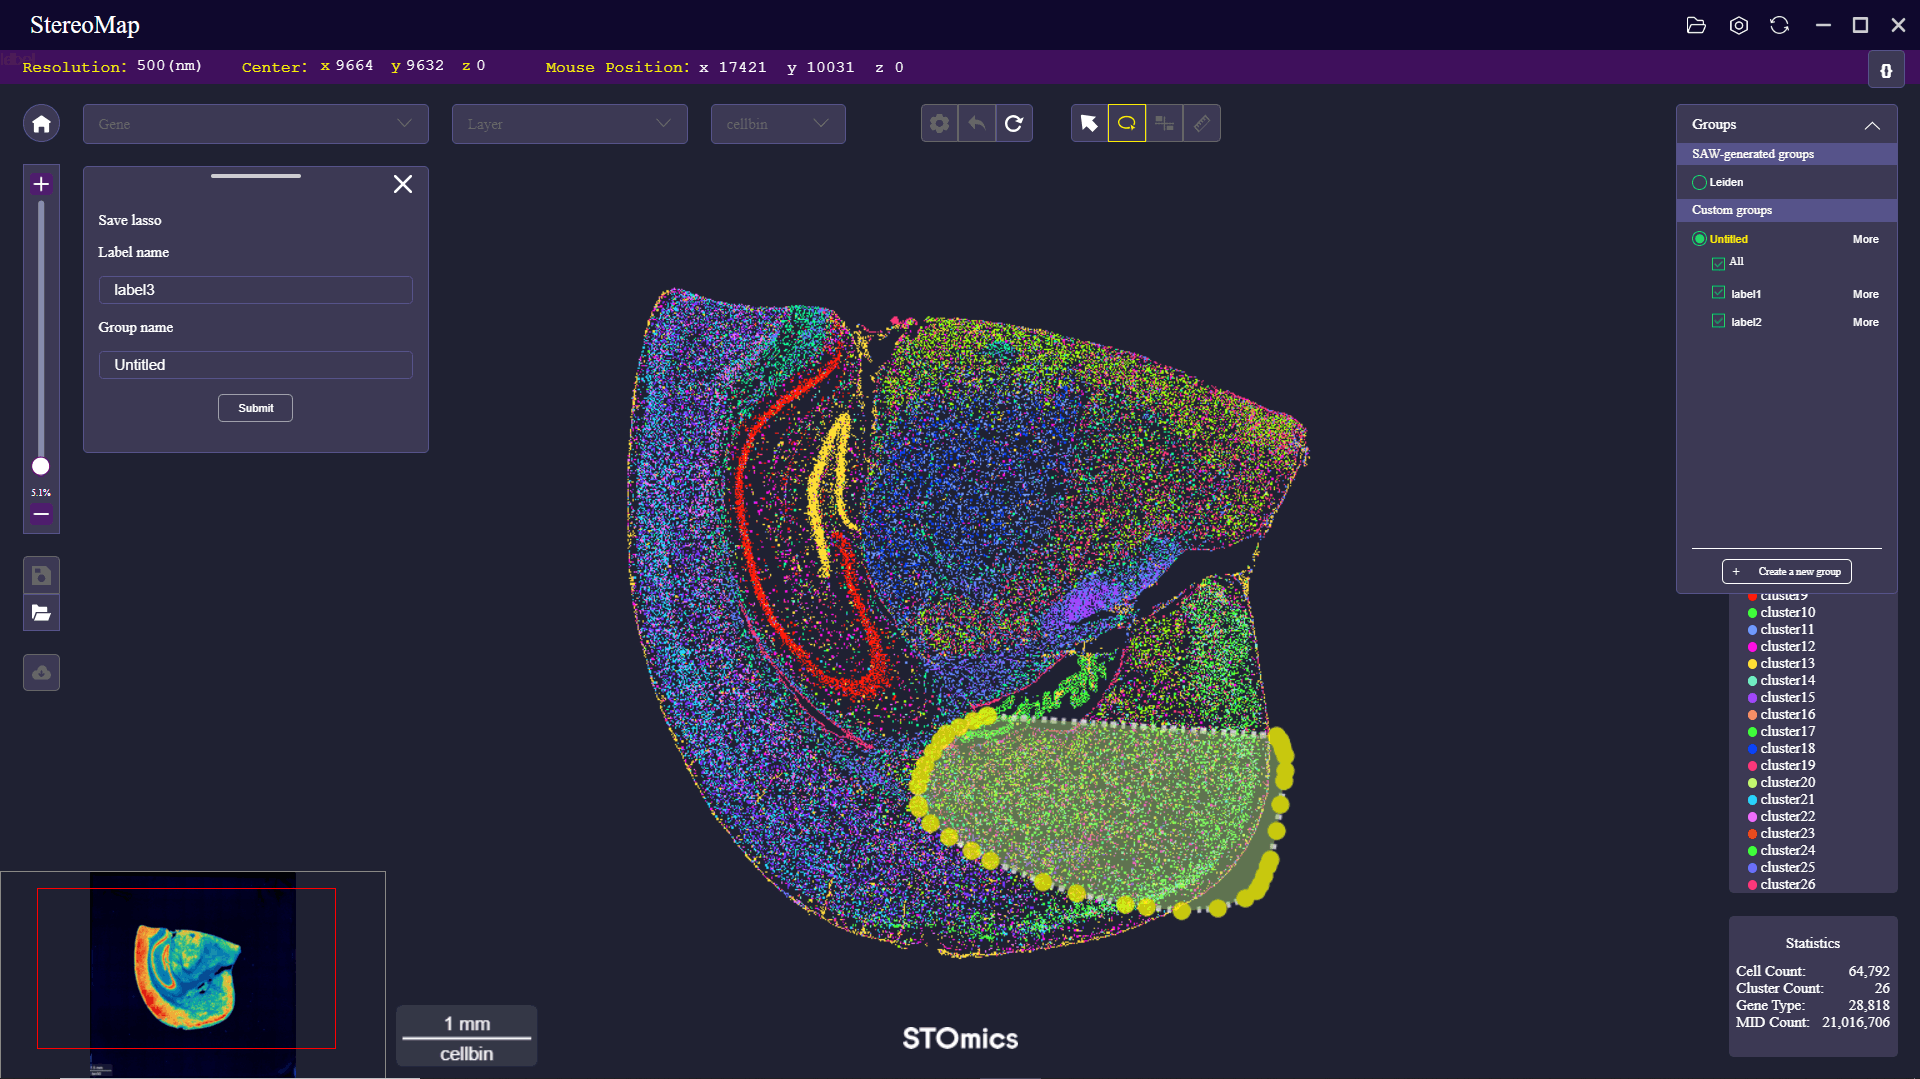 StereoMap
Resolution: 500(nm) Center: x 9664 y 9632 z 0 Mouse Position: x 17421 y 10031 z 0
Gene
Layer
cellbin
Save lasso
Label name
label3
Group name
Untitled
Submit
5.1%
Groups
SAW-generated groups
Leiden
Custom groups
Untitled More
All
label1 More
label2 More
+ Create a new group
cluster9
cluster10
cluster11
cluster12
cluster13
cluster14
cluster15
cluster16
cluster17
cluster18
cluster19
cluster20
cluster21
cluster22
cluster23
cluster24
cluster25
cluster26
Statistics
Cell Count: 64,792
Cluster Count: 26
Gene Type: 28,818
MID Count: 21,016,706
1 mm
cellbin
STOmics